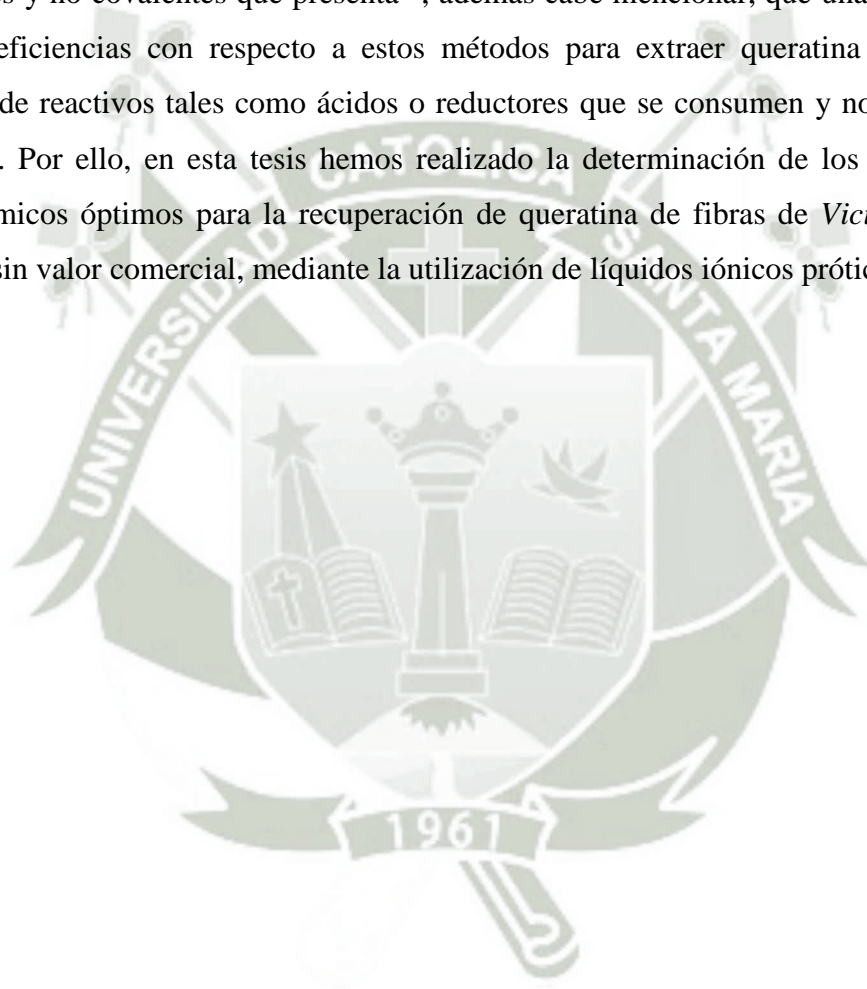 es y no covalentes que presenta , además cabe mencionar, que una
eficiencias con respecto a estos métodos para extraer queratina
de reactivos tales como ácidos o reductores que se consumen y no
. Por ello, en esta tesis hemos realizado la determinación de los
micos óptimos para la recuperación de queratina de fibras de Vic
sin valor comercial, mediante la utilización de líquidos iónicos prótic
UNIVERSIDAD CATOLICA SANTA MARIA
1961